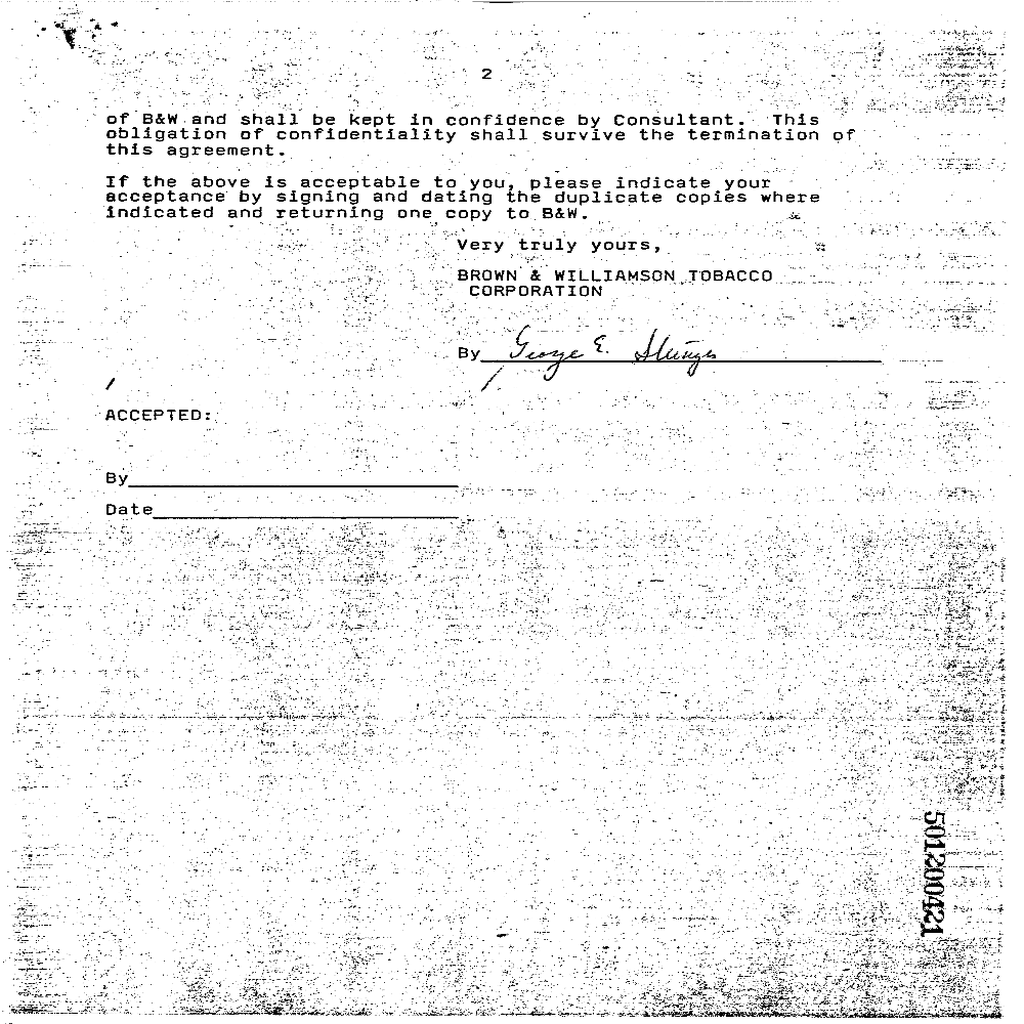 2
of B&W and shall be kept in confidence by Consultant. This
obligation of confidentiality shall survive the termination of
this agreement.
If the above is acceptable to you, please indicate your
acceptance by signing and dating the duplicate copies where
indicated and returning one copy to B&W.
Very truly yours,
BROWN & WILLIAMSON TOBACCO
CORPORATION
By George E.
ACCEPTED:
By
Date
501200421